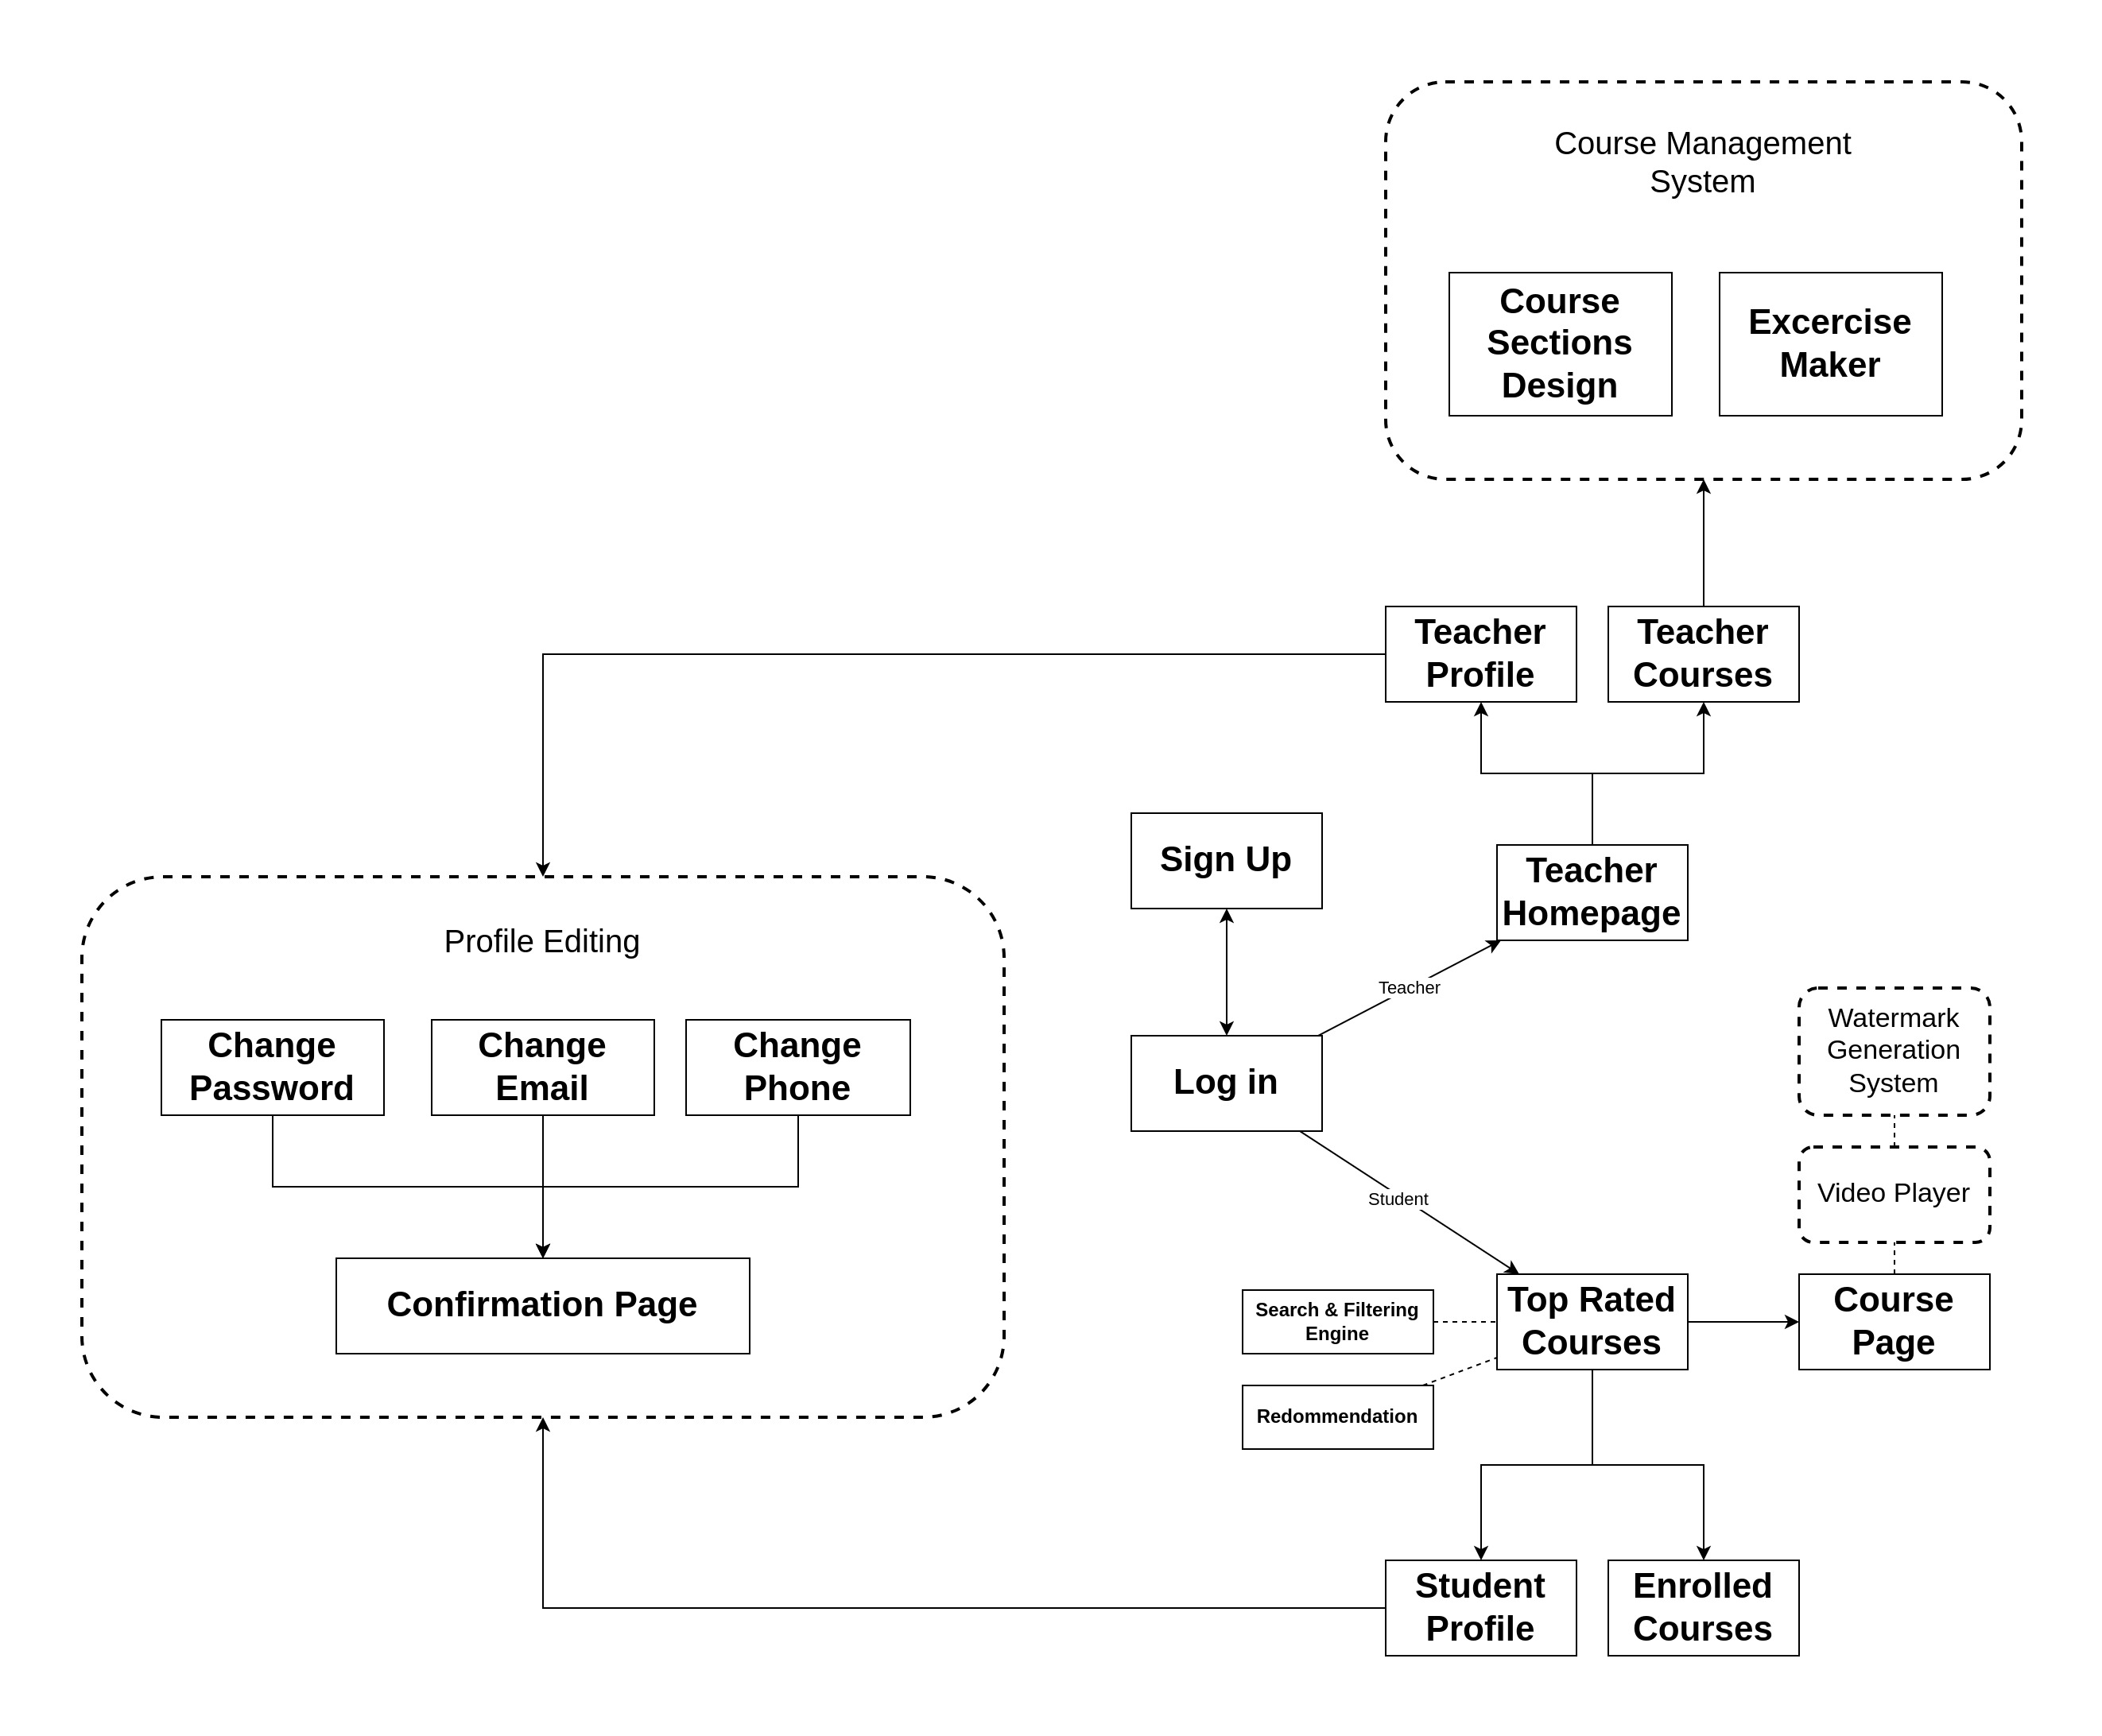 Course Management
System
Course
Sections
Design
Excercise
Maker
Teacher
Profile
Teacher
Courses
Sign Up
Teacher
Homepage
Profile Editing
Teacher
Change
Password
Change
Email
Change
Phone
Log in
Watermark
Generation
System
Video Player
Student
Confirmation Page
Search & Filtering
Engine
Top Rated
Courses
Course
Page
Redommendation
Student
Profile
Enrolled
Courses